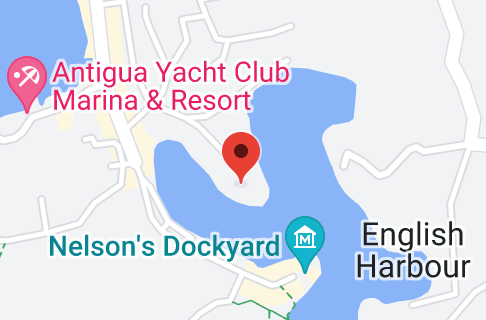 Antigua Yacht Club
Marina & Resort
Nelson's Dockyard
English
Harbour